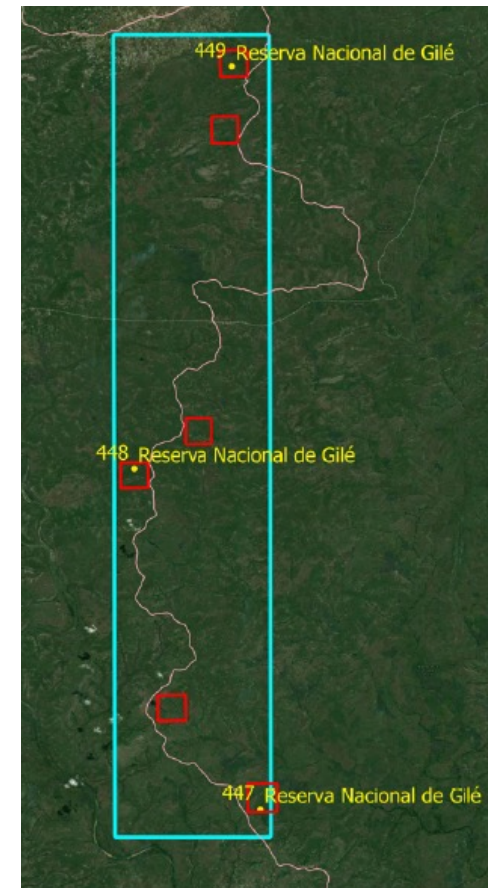 449 Reserva Nacional de Gilé
448 Reserva Nacional de Gilé
447 Reserva Nacional de Gilé